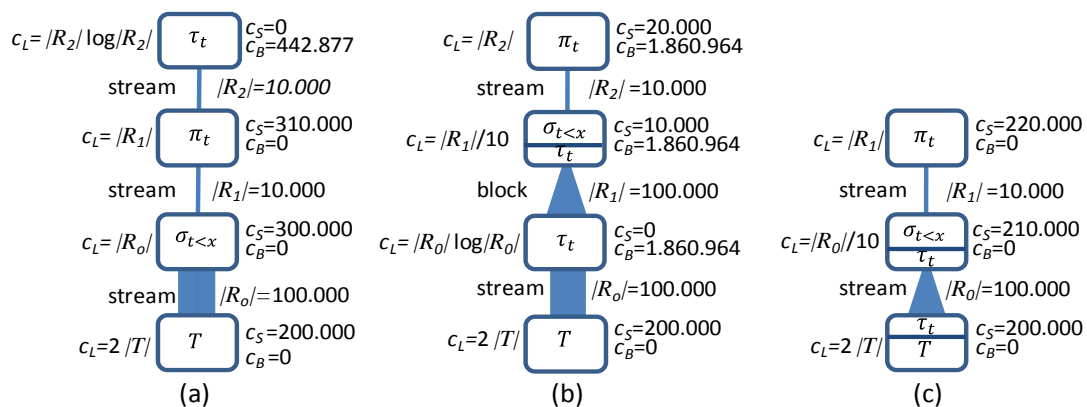 c_L= |R_2| log|R_2|
τ_t
c_S=0
c_B=442.877
stream
|R_2|=10.000
c_L= |R_1|
π_t
c_S=310.000
c_B=0
stream
|R_1|=10.000
c_L= |R_o|
σ_{t<x}
c_S=300.000
c_B=0
stream
|R_o|=100.000
c_L=2 |T|
T
c_S=200.000
c_B=0
(a)
c_L= |R_2|
π_t
c_S=20.000
c_B=1.860.964
stream
|R_2|=10.000
c_L= |R_1|/10
σ_{t<x}
τ_t
c_S=10.000
c_B=1.860.964
block
|R_1|=100.000
c_L= |R_0| log|R_0|
τ_t
c_S=0
c_B=1.860.964
stream
|R_o|=100.000
c_L=2 |T|
T
c_S=200.000
c_B=0
(b)
c_L= |R_1|
π_t
c_S=220.000
c_B=0
stream
|R_1|=10.000
c_L=|R_0|/10
σ_{t<x}
τ_t
c_S=210.000
c_B=0
stream
|R_0|=100.000
c_L=2 |T|
τ_t
T
c_S=200.000
c_B=0
(c)